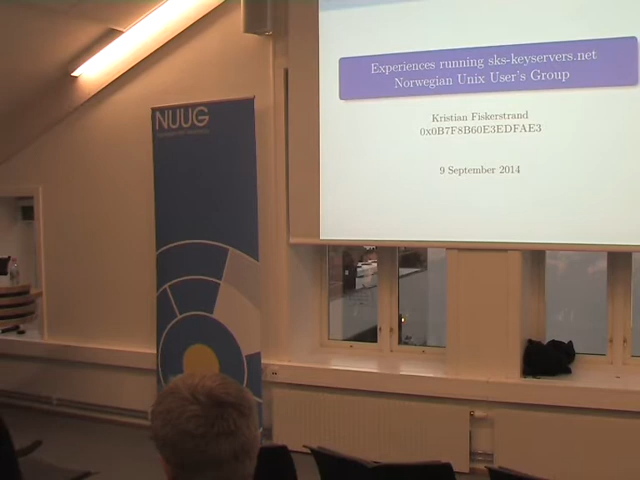 Experiences running sks-keyservers.net
Norwegian Unix User's Group
Kristian Fiskerstrand
0x0B7F8B60E3EDFAE3
9 September 2014
NUUG